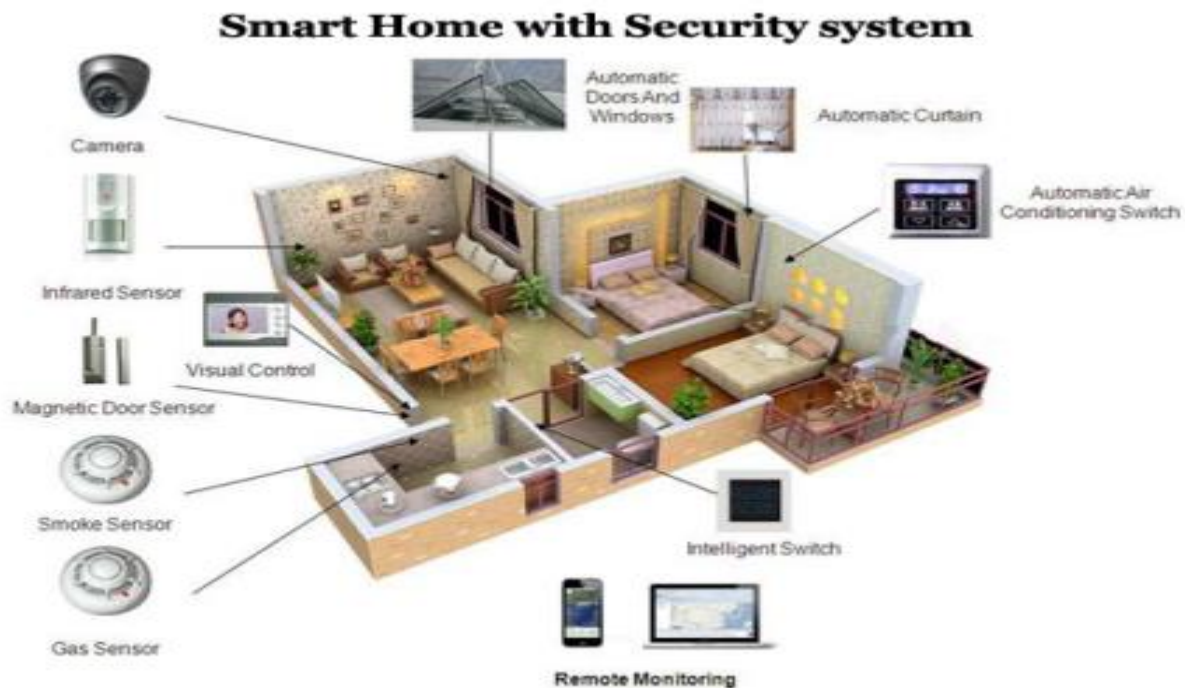 Smart Home with Security system
Camera
Automatic
Doors And
Windows
Automatic Curtain
Automatic Air
Conditioning Switch
Infrared Sensor
Visual Control
Magnetic Door Sensor
Smoke Sensor
Gas Sensor
Intelligent Switch
Remote Monitoring